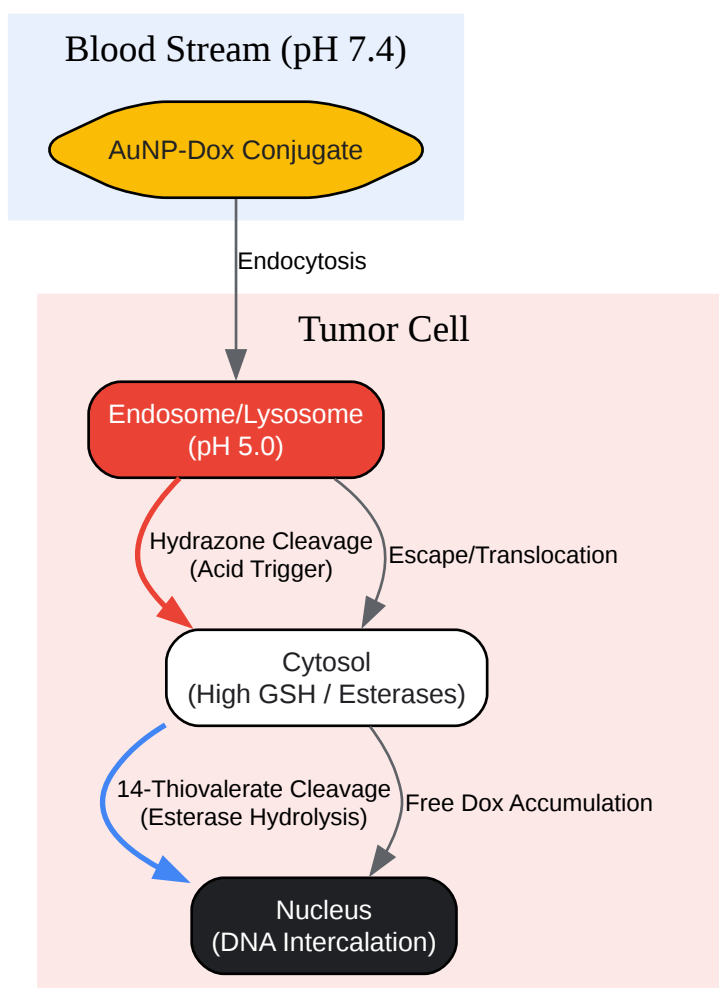 Blood Stream (pH 7.4)
AuNP-Dox Conjugate
Endocytosis
Tumor Cell
Endosome/Lysosome
(pH 5.0)
Hydrazone Cleavage
(Acid Trigger)
Escape/Translocation
Cytosol
(High GSH / Esterases)
14-Thiovalerate Cleavage
(Esterase Hydrolysis)
Free Dox Accumulation
Nucleus
(DNA Intercalation)